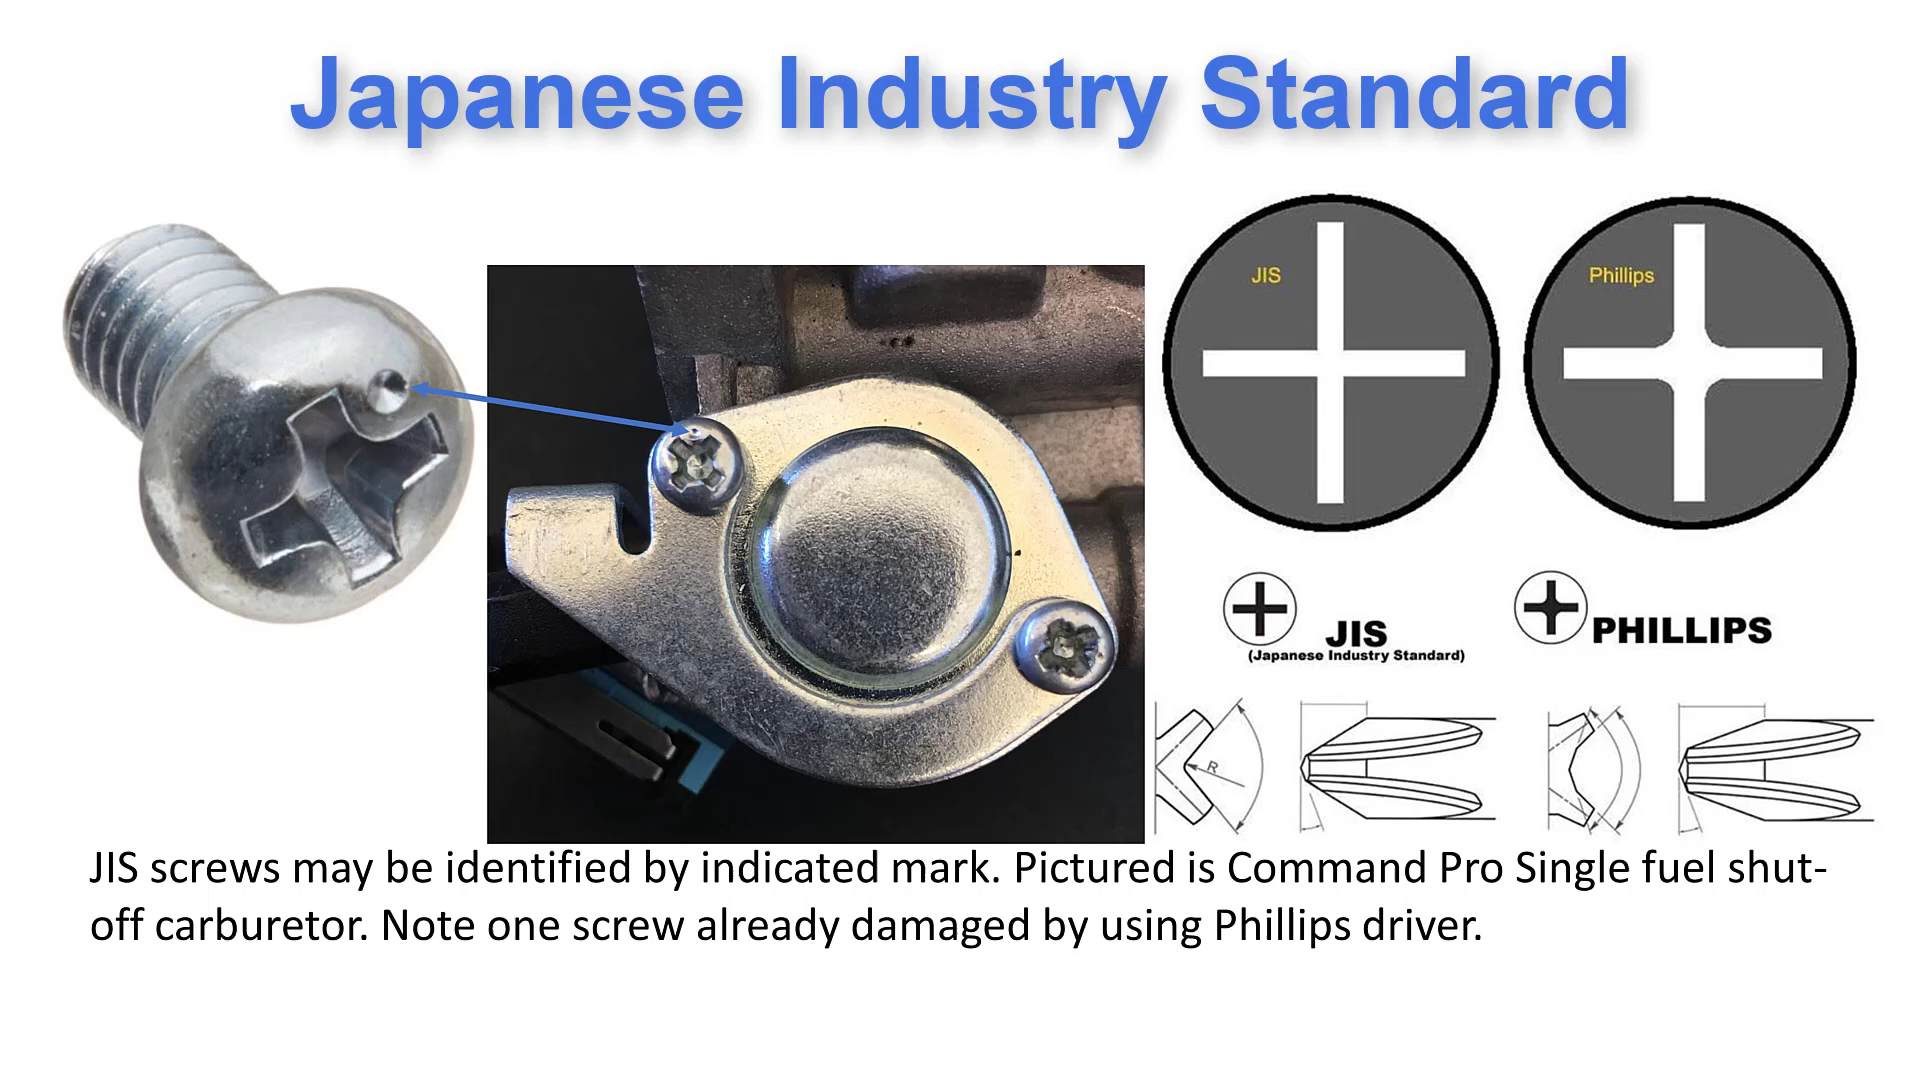 Japanese Industry Standard
JIS
Phillips
JIS
(Japanese Industry Standard)
PHILLIPS
R
JIS screws may be identified by indicated mark. Pictured is Command Pro Single fuel shut-
off carburetor. Note one screw already damaged by using Phillips driver.